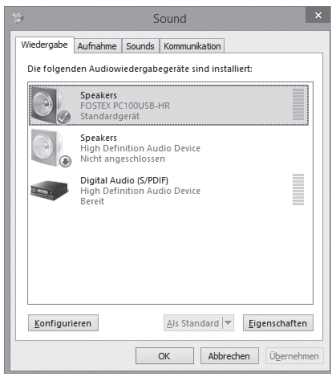 Sound
Wiedergabe Aufnahme Sounds Kommunikation
Die folgenden Audiowiedergabegeräte sind installiert:
Speakers
FOSTEX PC100USB-HR
Standardgerät
Speakers
High Definition Audio Device
Nicht angeschlossen
Digital Audio (S/PDIF)
High Definition Audio Device
Bereit
Konfigurieren Als Standard Eigenschaften
OK Abbrechen Übernehmen